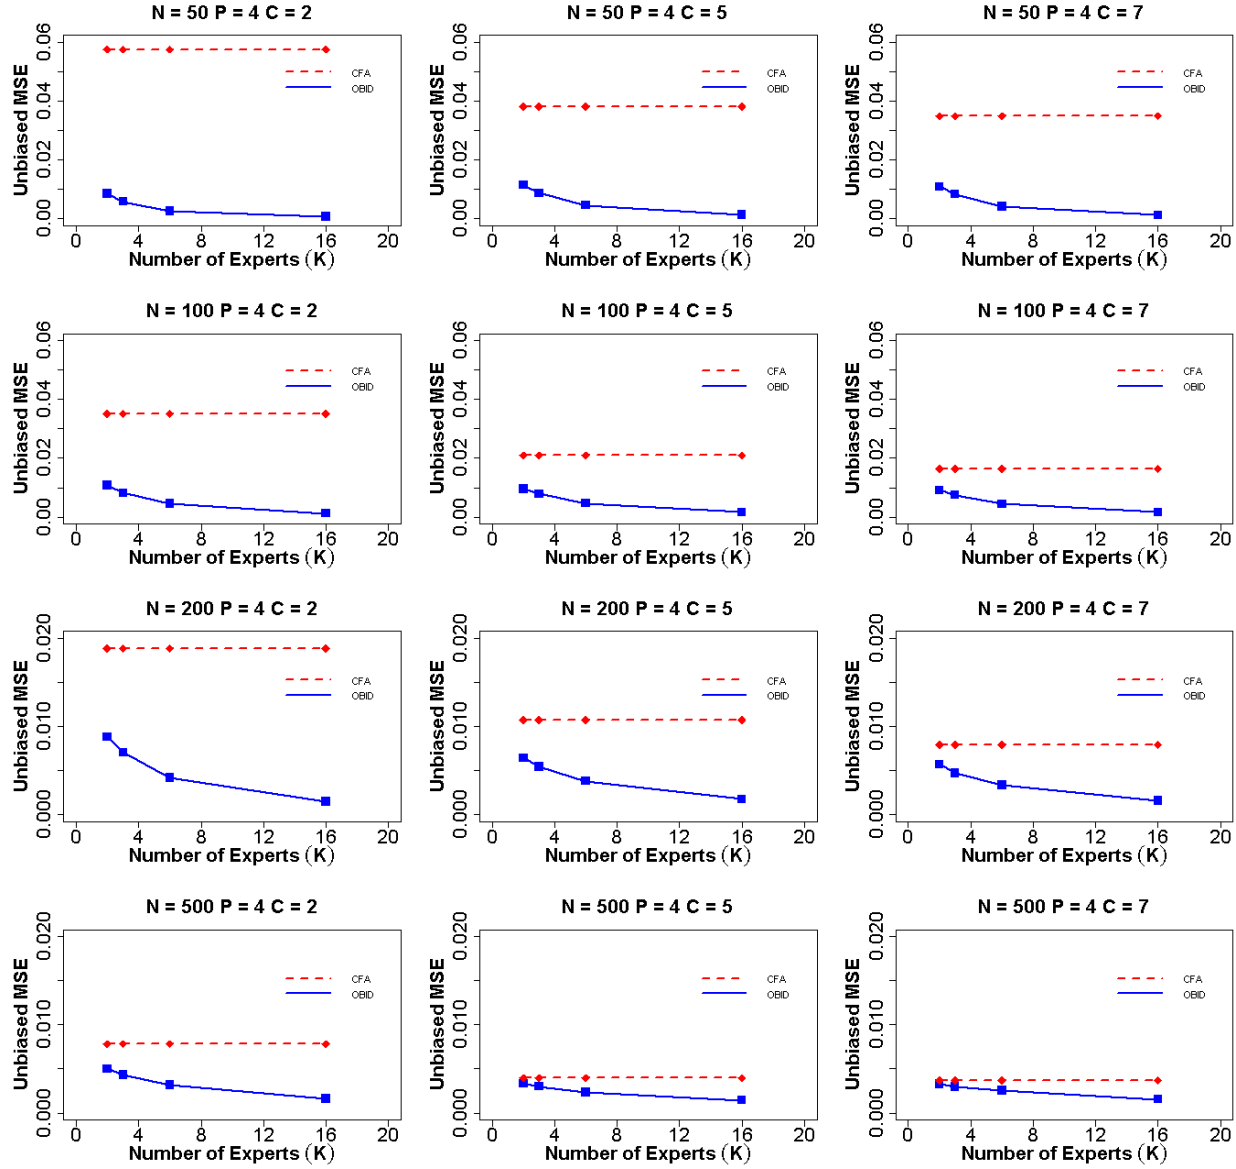 N = 50 P = 4 C = 2
Unbiased MSE
0.00 0.02 0.04 0.06
CFA
OBID
0 4 8 12 16 20
Number of Experts (K)
N = 50 P = 4 C = 5
Unbiased MSE
0.00 0.02 0.04 0.06
CFA
OBID
0 4 8 12 16 20
Number of Experts (K)
N = 50 P = 4 C = 7
Unbiased MSE
0.00 0.02 0.04 0.06
CFA
OBID
0 4 8 12 16 20
Number of Experts (K)
N = 100 P = 4 C = 2
Unbiased MSE
0.00 0.02 0.04 0.06
CFA
OBID
0 4 8 12 16 20
Number of Experts (K)
N = 100 P = 4 C = 5
Unbiased MSE
0.00 0.02 0.04 0.06
CFA
OBID
0 4 8 12 16 20
Number of Experts (K)
N = 100 P = 4 C = 7
Unbiased MSE
0.00 0.02 0.04 0.06
CFA
OBID
0 4 8 12 16 20
Number of Experts (K)
N = 200 P = 4 C = 2
Unbiased MSE
0.000 0.010 0.020
CFA
OBID
0 4 8 12 16 20
Number of Experts (K)
N = 200 P = 4 C = 5
Unbiased MSE
0.000 0.010 0.020
CFA
OBID
0 4 8 12 16 20
Number of Experts (K)
N = 200 P = 4 C = 7
Unbiased MSE
0.000 0.010 0.020
CFA
OBID
0 4 8 12 16 20
Number of Experts (K)
N = 500 P = 4 C = 2
Unbiased MSE
0.000 0.010 0.020
CFA
OBID
0 4 8 12 16 20
Number of Experts (K)
N = 500 P = 4 C = 5
Unbiased MSE
0.000 0.010 0.020
CFA
OBID
0 4 8 12 16 20
Number of Experts (K)
N = 500 P = 4 C = 7
Unbiased MSE
0.000 0.010 0.020
CFA
OBID
0 4 8 12 16 20
Number of Experts (K)